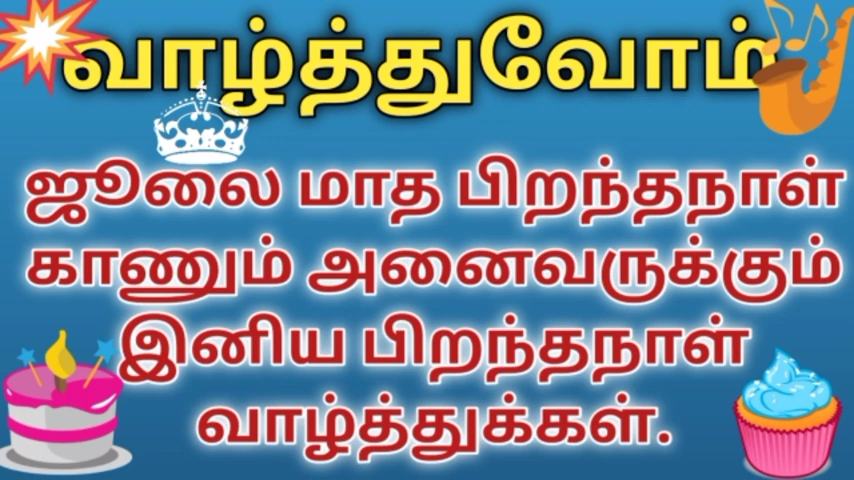 வாழ்த்துவோம்
ஜூலை மாத பிறந்தநாள்
காணும் அனைவருக்கும்
இனிய பிறந்தநாள்
வாழ்த்துக்கள்.